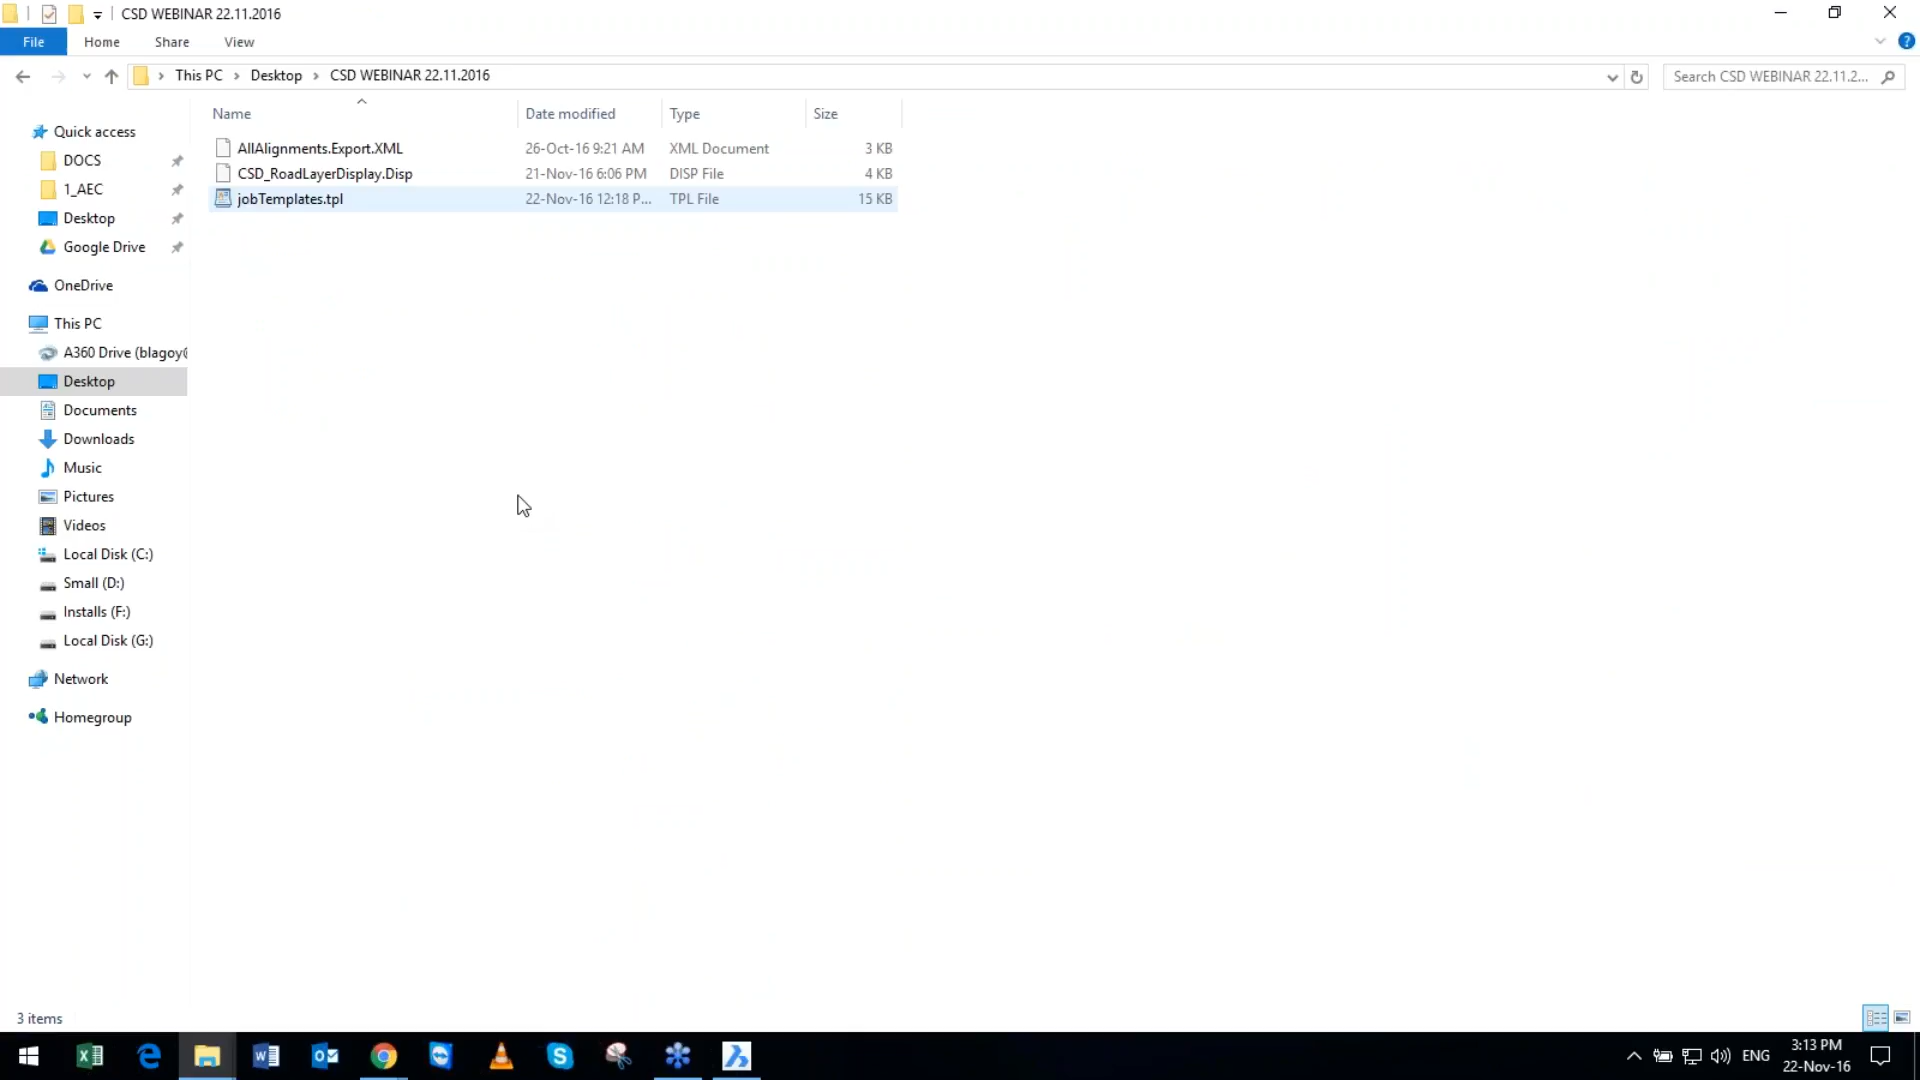 CSD WEBINAR 22.11.2016
File Home Share View
This PC Desktop CSD WEBINAR 22.11.2016
Search CSD WEBINAR 22.11.2...
Name Date modified Type Size
AllAlignments.Export.XML 26-Oct-16 9:21 AM XML Document 3 KB
CSD_RoadLayerDisplay.Disp 21-Nov-16 6:06 PM DISP File 4 KB
jobTemplates.tpl 22-Nov-16 12:18 P... TPL File 15 KB
Quick access
DOCS
1_AEC
Desktop
Google Drive
OneDrive
This PC
A360 Drive (blagoy@
Desktop
Documents
Downloads
Music
Pictures
Videos
Local Disk (C:)
Small (D:)
Installs (F:)
Local Disk (G:)
Network
Homegroup
3 items
ENG
3:13 PM
22-Nov-16